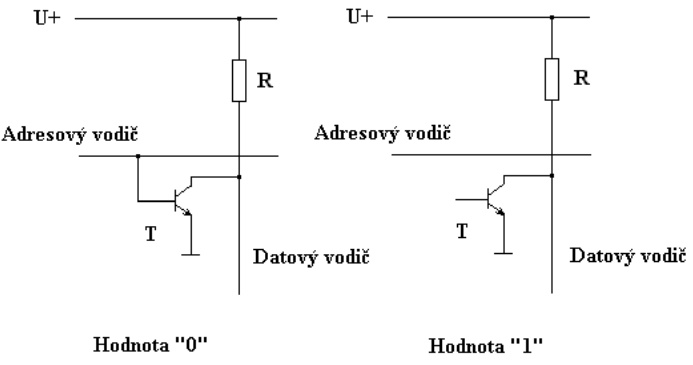 U+
R
Adresový vodič
T
Datový vodič
Hodnota "0"
U+
R
Adresový vodič
T
Datový vodič
Hodnota "1"